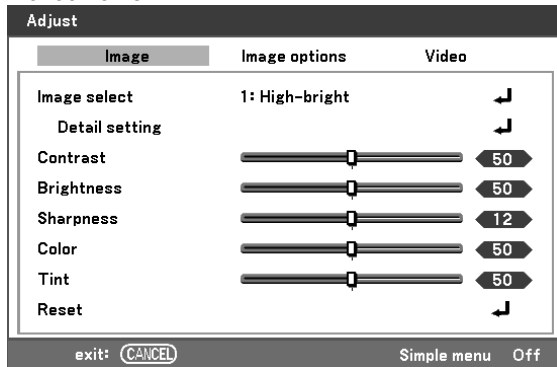 Adjust
Image Image options Video
Image select 1: High-bright
Detail setting
Contrast 50
Brightness 50
Sharpness 12
Color 50
Tint 50
Reset
exit: CANCEL Simple menu Off